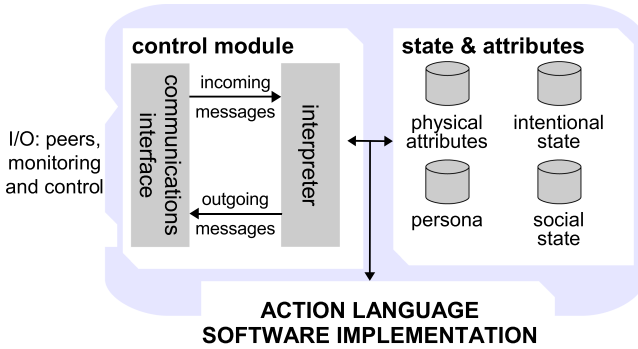 I/O: peers,
monitoring
and control
control module
communications
interface
incoming
messages
interpreter
outgoing
messages
state & attributes
physical
attributes
intentional
state
persona
social
state
ACTION LANGUAGE
SOFTWARE IMPLEMENTATION